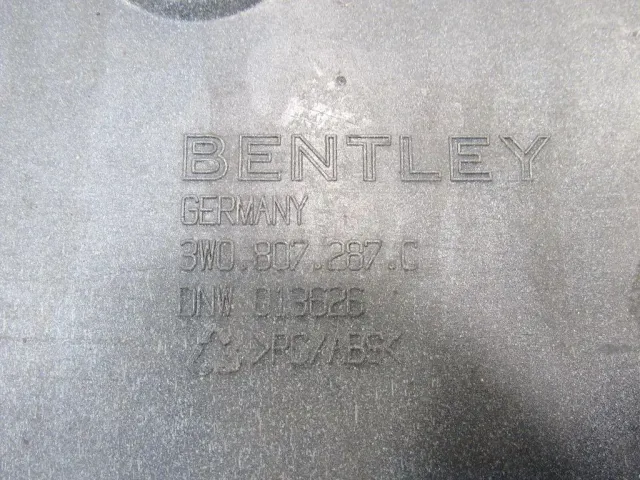 BENTLEY
GERMANY
3W0.807.287.C
DNW 013626
>PC/ABS<